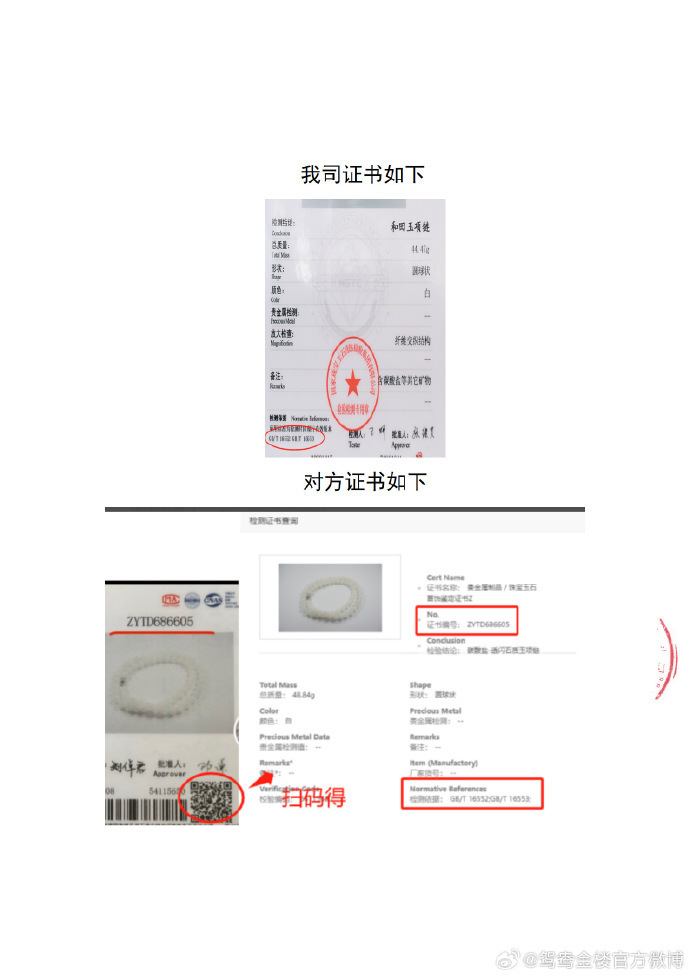 我司证书如下
检测结论：
和田玉项链
Conclusion
总质量：
44.40g
Total Mass
形状：
圆球状
Shape
颜色：
白
Color
贵金属检测：
--
Precious Metal
放大检查：
纤维交织结构
Magnification
--
备注：
含碳酸盐等其它矿物
Remarks
--
检验检测专用章
检测依据 Normative References
GB/T 16552 GB/T 16553
检测人：
Tester
批准人：
Approver
对方证书如下
检测证书查询
ZYTD686605
批准人：
Approver
Cert Name
证书名称： 贵金属制品 / 珠宝玉石
首饰鉴定证书Z
No.
证书编号： ZYTD686605
Conclusion
检验结论： 碳酸盐-透闪石质玉项链
Total Mass
总质量： 48.84g
Shape
形状： 圆球状
Color
颜色： 白
Precious Metal
贵金属检测： --
Precious Metal Data
贵金属检测值： --
Remarks
备注： --
Remarks*
Item (Manufactory)
厂家货号： --
Verification Code
扫码得
Normative References
检测依据： GB/T 16552;GB/T 16553;
@鸳鸯金楼官方微博